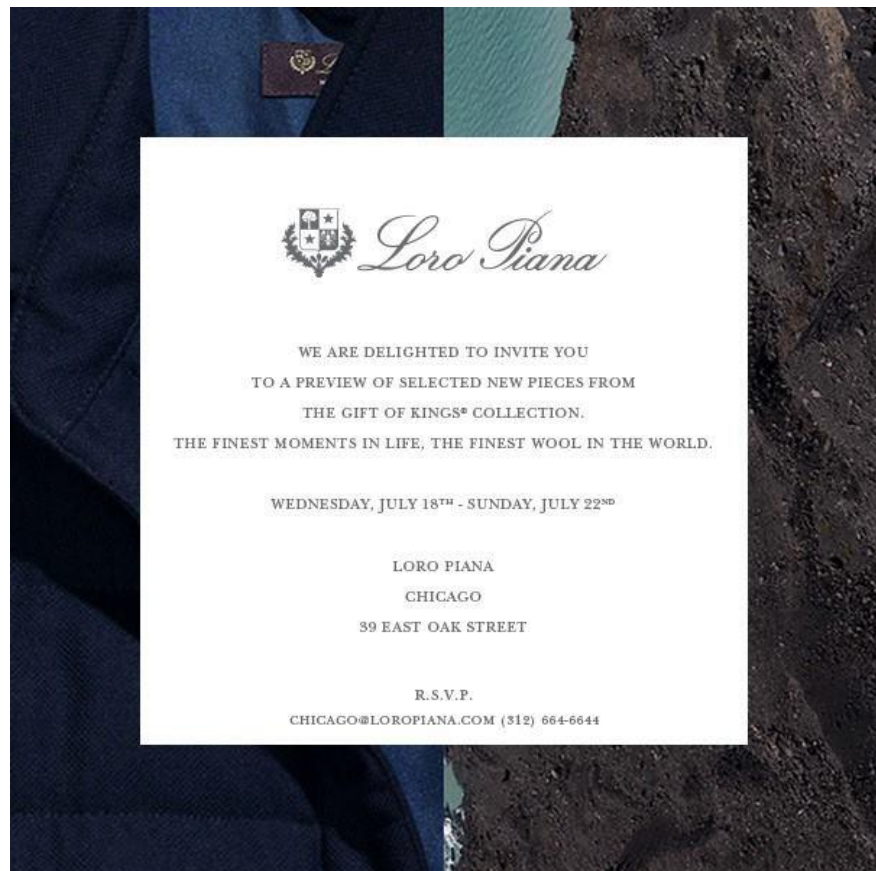 Loro Piana
WE ARE DELIGHTED TO INVITE YOU
TO A PREVIEW OF SELECTED NEW PIECES FROM
THE GIFT OF KINGS® COLLECTION.
THE FINEST MOMENTS IN LIFE, THE FINEST WOOL IN THE WORLD.
WEDNESDAY, JULY 18TH - SUNDAY, JULY 22ND
LORO PIANA
CHICAGO
39 EAST OAK STREET
R.S.V.P.
CHICAGO@LOROPIANA.COM (312) 664-6644